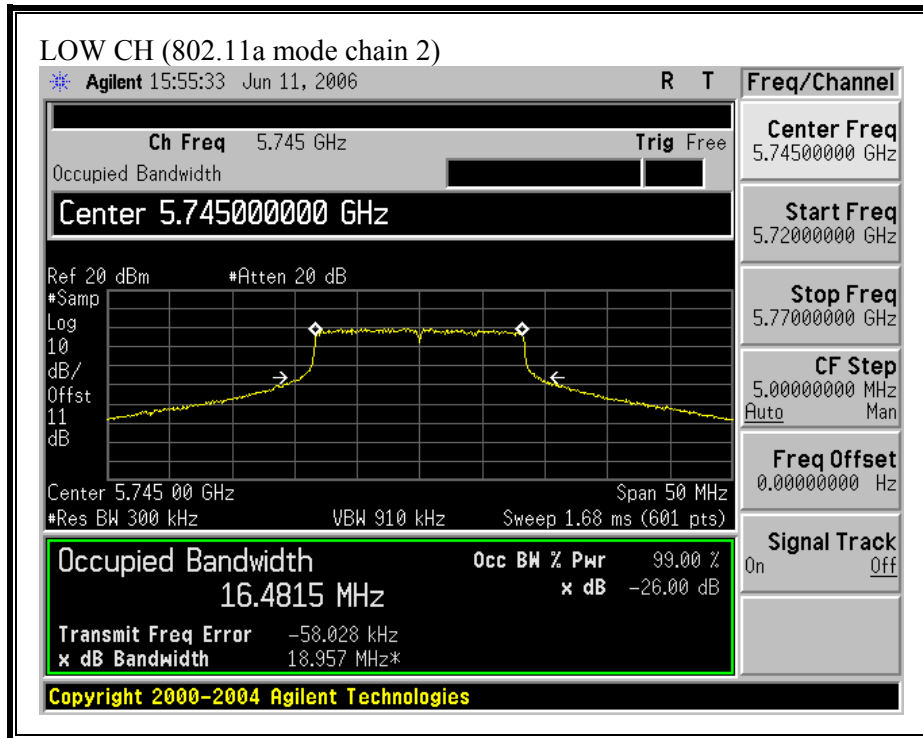 LOW CH (802.11a mode chain 2)
Agilent 15:55:33 Jun 11, 2006 R T
Freq/Channel
Ch Freq 5.745 GHz Trig Free
Occupied Bandwidth
Center 5.745000000 GHz
Ref 20 dBm #Atten 20 dB
#Samp
Log
10
dB/
Offst
11
dB
Center 5.745 00 GHz Span 50 MHz
#Res BW 300 kHz VBW 910 kHz Sweep 1.68 ms (601 pts)
Occupied Bandwidth Occ BW % Pwr 99.00 %
16.4815 MHz x dB -26.00 dB
Transmit Freq Error -58.028 kHz
x dB Bandwidth 18.957 MHz*
Center Freq
5.74500000 GHz
Start Freq
5.72000000 GHz
Stop Freq
5.77000000 GHz
CF Step
5.00000000 MHz
Auto Man
Freq Offset
0.00000000 Hz
Signal Track
On Off
Copyright 2000-2004 Agilent Technologies